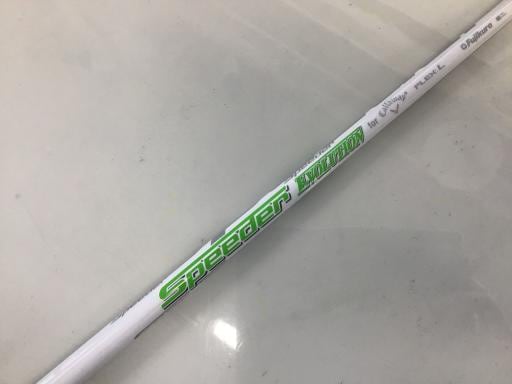 Speeder EVOLUTION for Callaway FLEX-L Fujikura